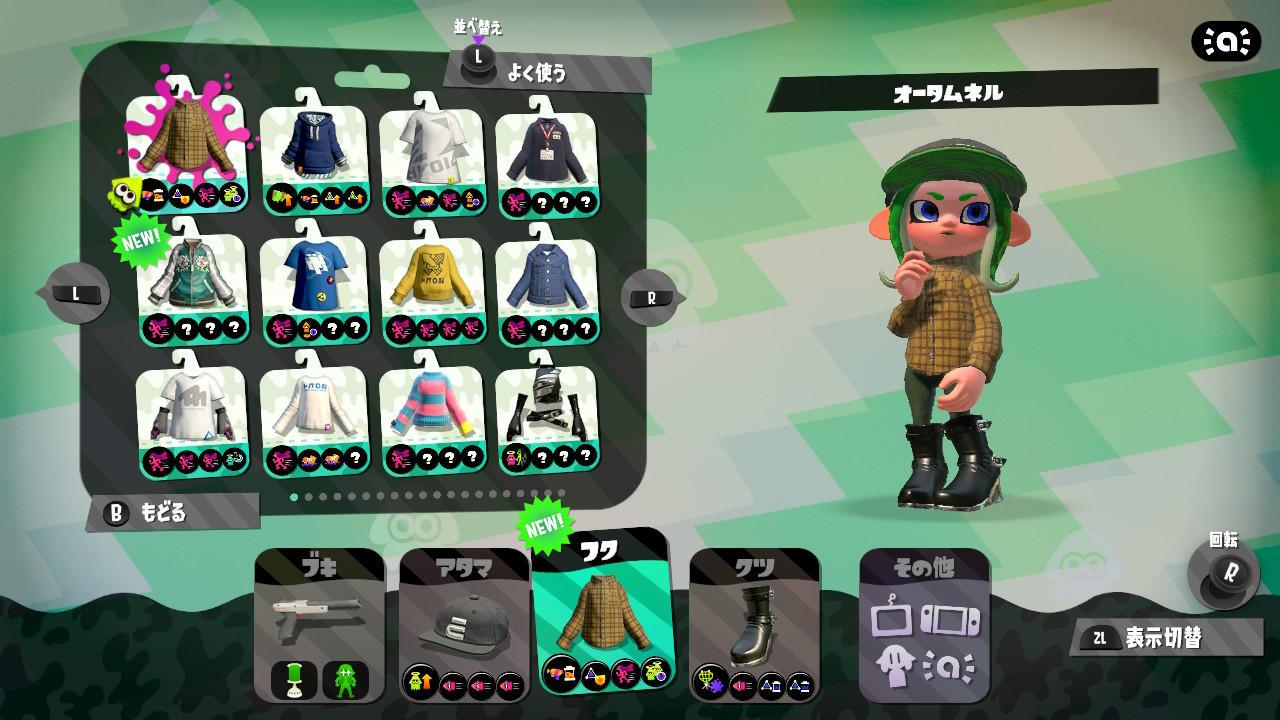 並べ替え
L
よく使う
オータムネル
NEW!
? ? ?
? ? ?
? ?
? ? ?
?
? ? ?
? ? ?
L
R
B もどる
NEW!
ブキ
アタマ
フク
クツ
その他
回転
R
ZL 表示切替